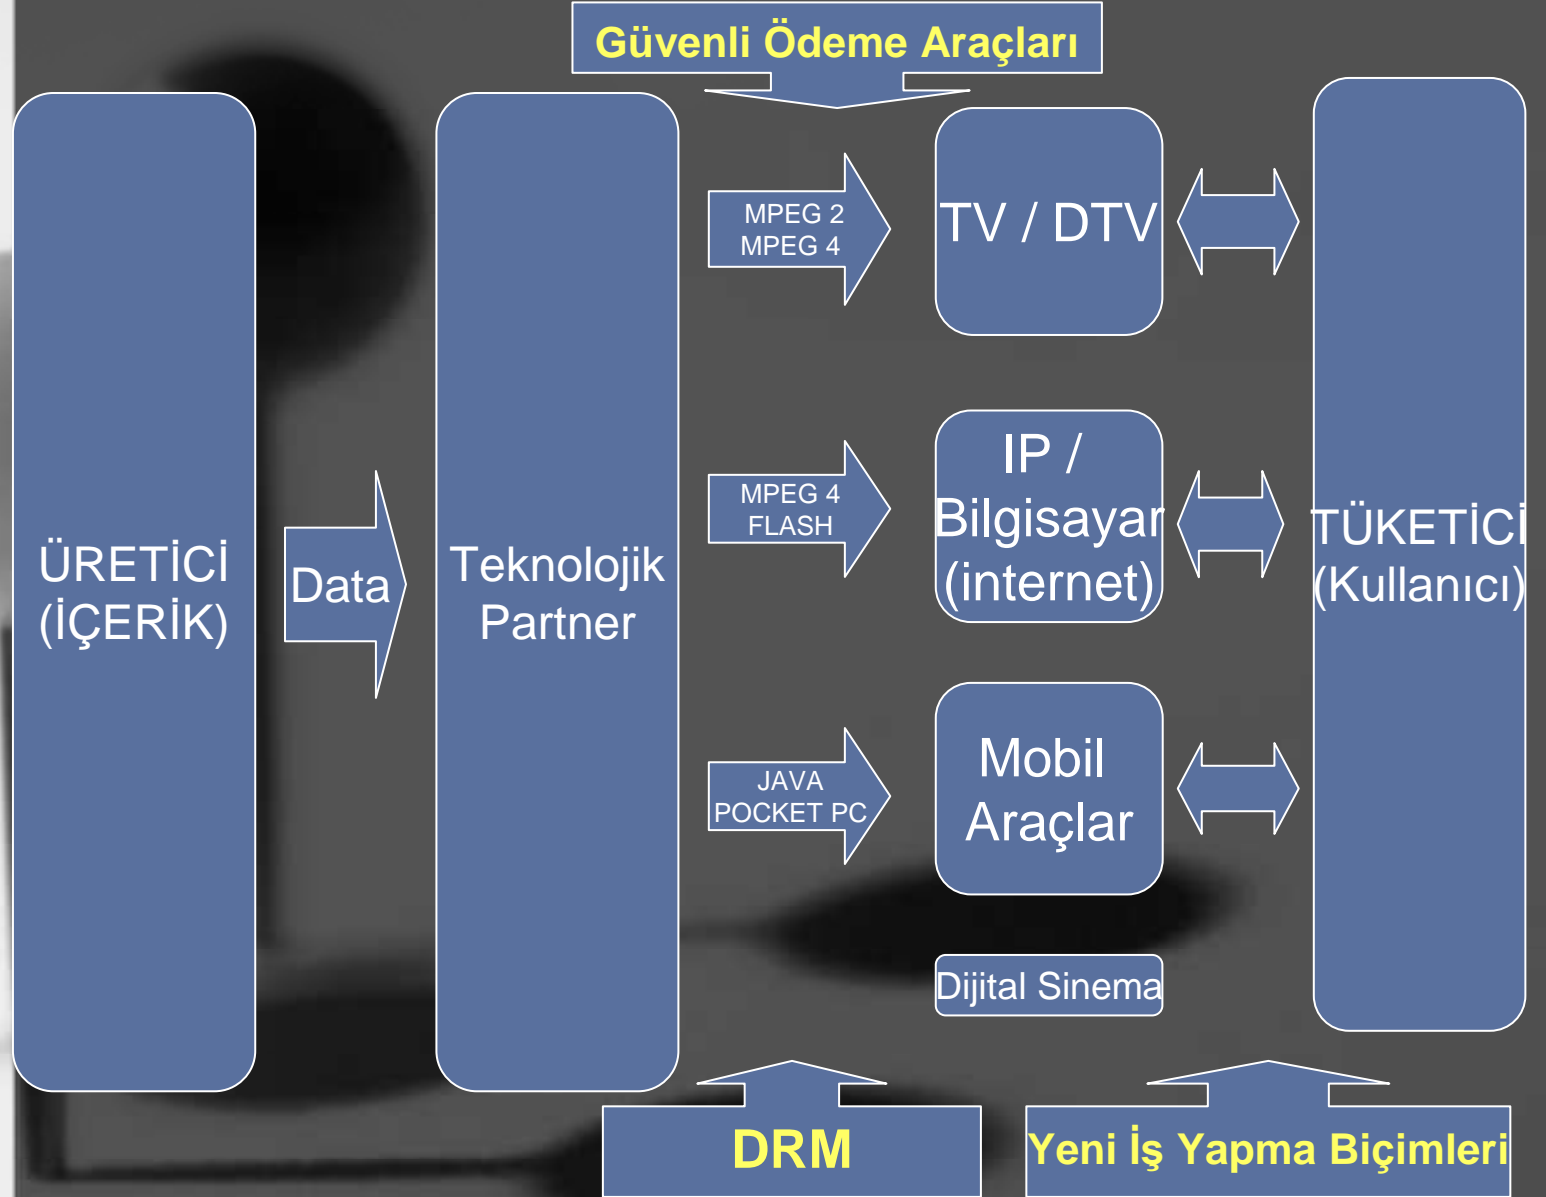 Güvenli Ödeme Araçları
ÜRETİCİ
(İÇERİK)
Data
Teknolojik
Partner
MPEG 2
MPEG 4
TV / DTV
MPEG 4
FLASH
IP /
Bilgisayar
(internet)
JAVA
POCKET PC
Mobil
Araçlar
Dijital Sinema
TÜKETİCİ
(Kullanıcı)
DRM
Yeni İş Yapma Biçimleri